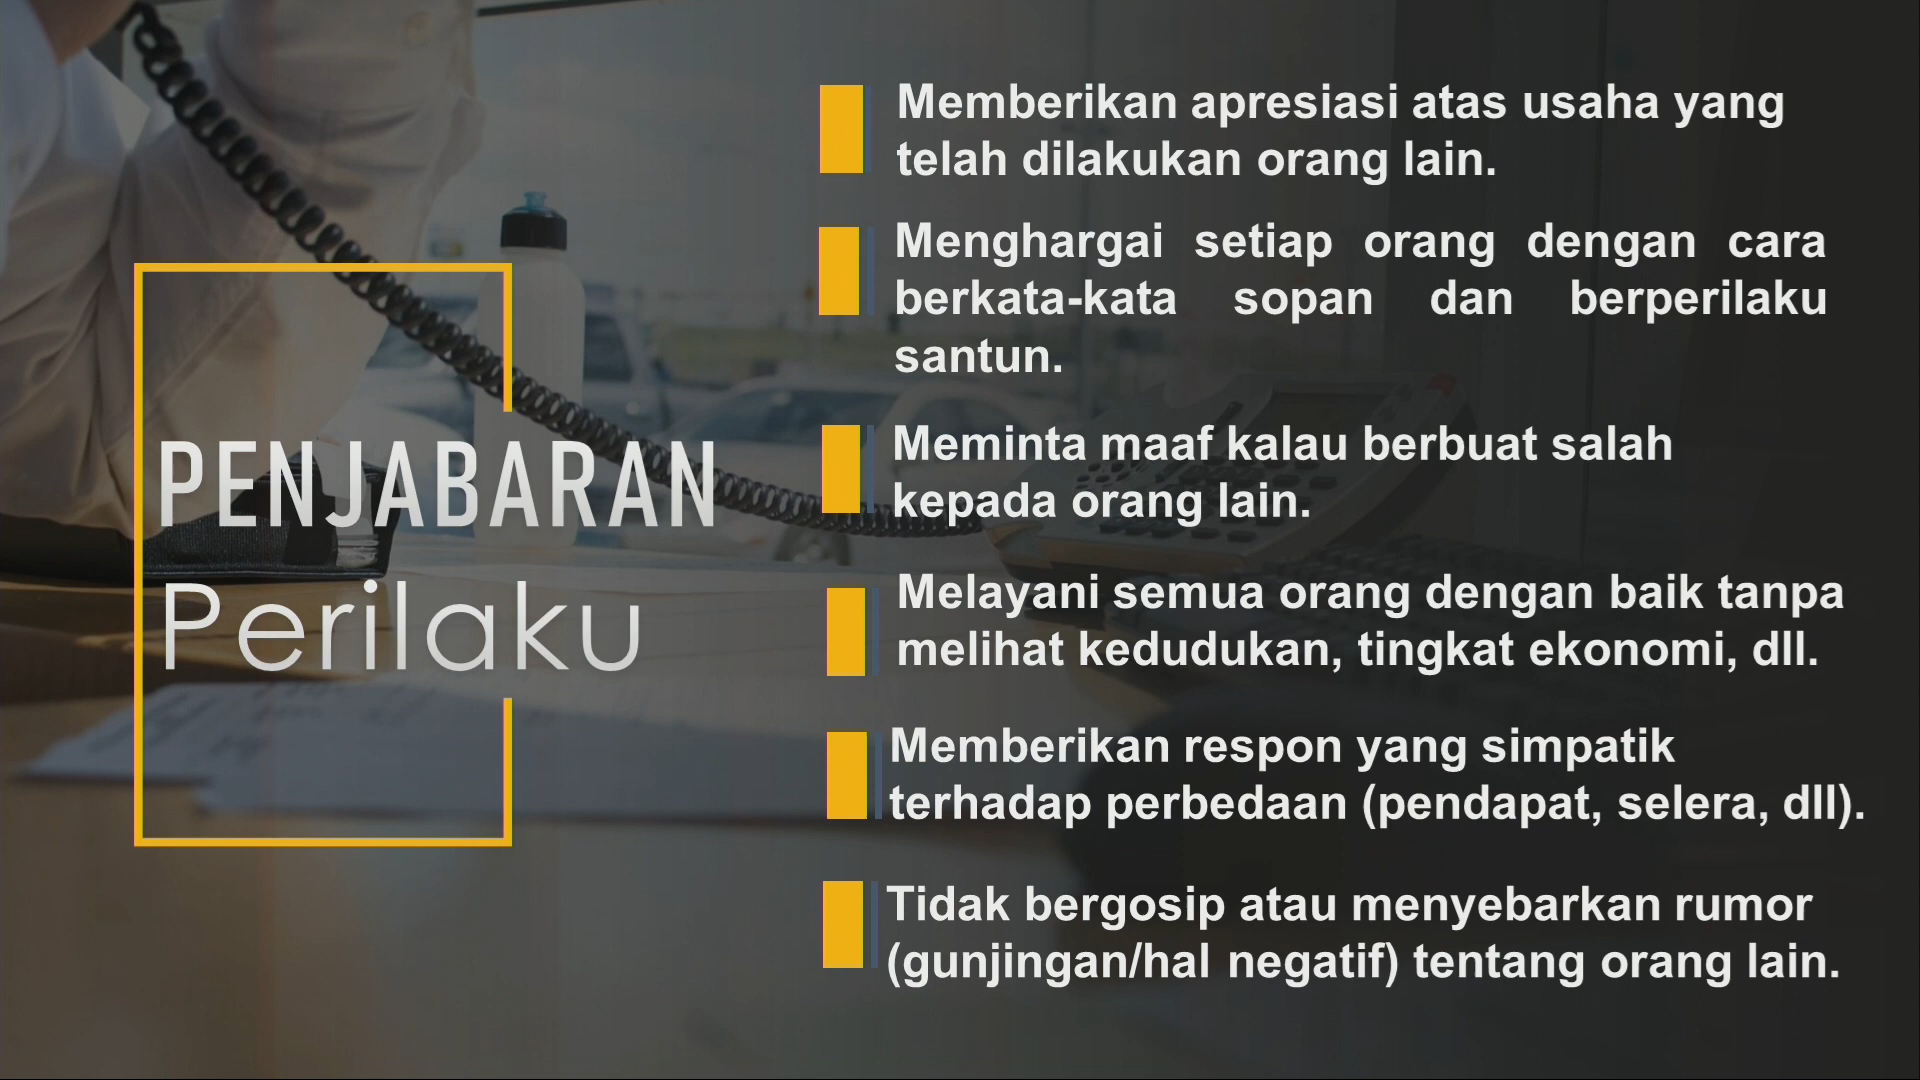 PENJABARAN
Perilaku
Memberikan apresiasi atas usaha yang
telah dilakukan orang lain.
Menghargai setiap orang dengan cara
berkata-kata sopan dan berperilaku
santun.
Meminta maaf kalau berbuat salah
kepada orang lain.
Melayani semua orang dengan baik tanpa
melihat kedudukan, tingkat ekonomi, dll.
Memberikan respon yang simpatik
terhadap perbedaan (pendapat, selera, dll).
Tidak bergosip atau menyebarkan rumor
(gunjingan/hal negatif) tentang orang lain.